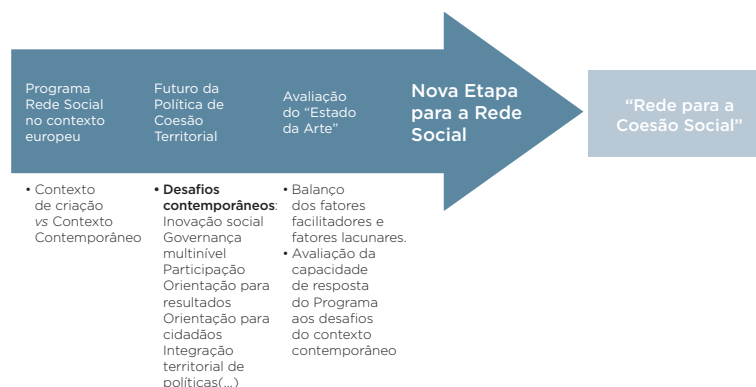 Programa
Rede Social
no contexto
europeu
Futuro da
Política de
Coesão
Territorial
Avaliação
do “Estado
da Arte”
Nova Etapa
para a Rede
Social
“Rede para a
Coesão Social”
• Contexto
de criação
vs Contexto
Contemporâneo
• Desafios
contemporâneos:
Inovação social
Governança
multinível
Participação
Orientação para
resultados
Orientação para
cidadãos
Integração
territorial de
políticas(...)
• Balanço
dos fatores
facilitadores e
fatores lacunares.
• Avaliação da
capacidade
de resposta
do Programa
aos desafios
do contexto
contemporâneo